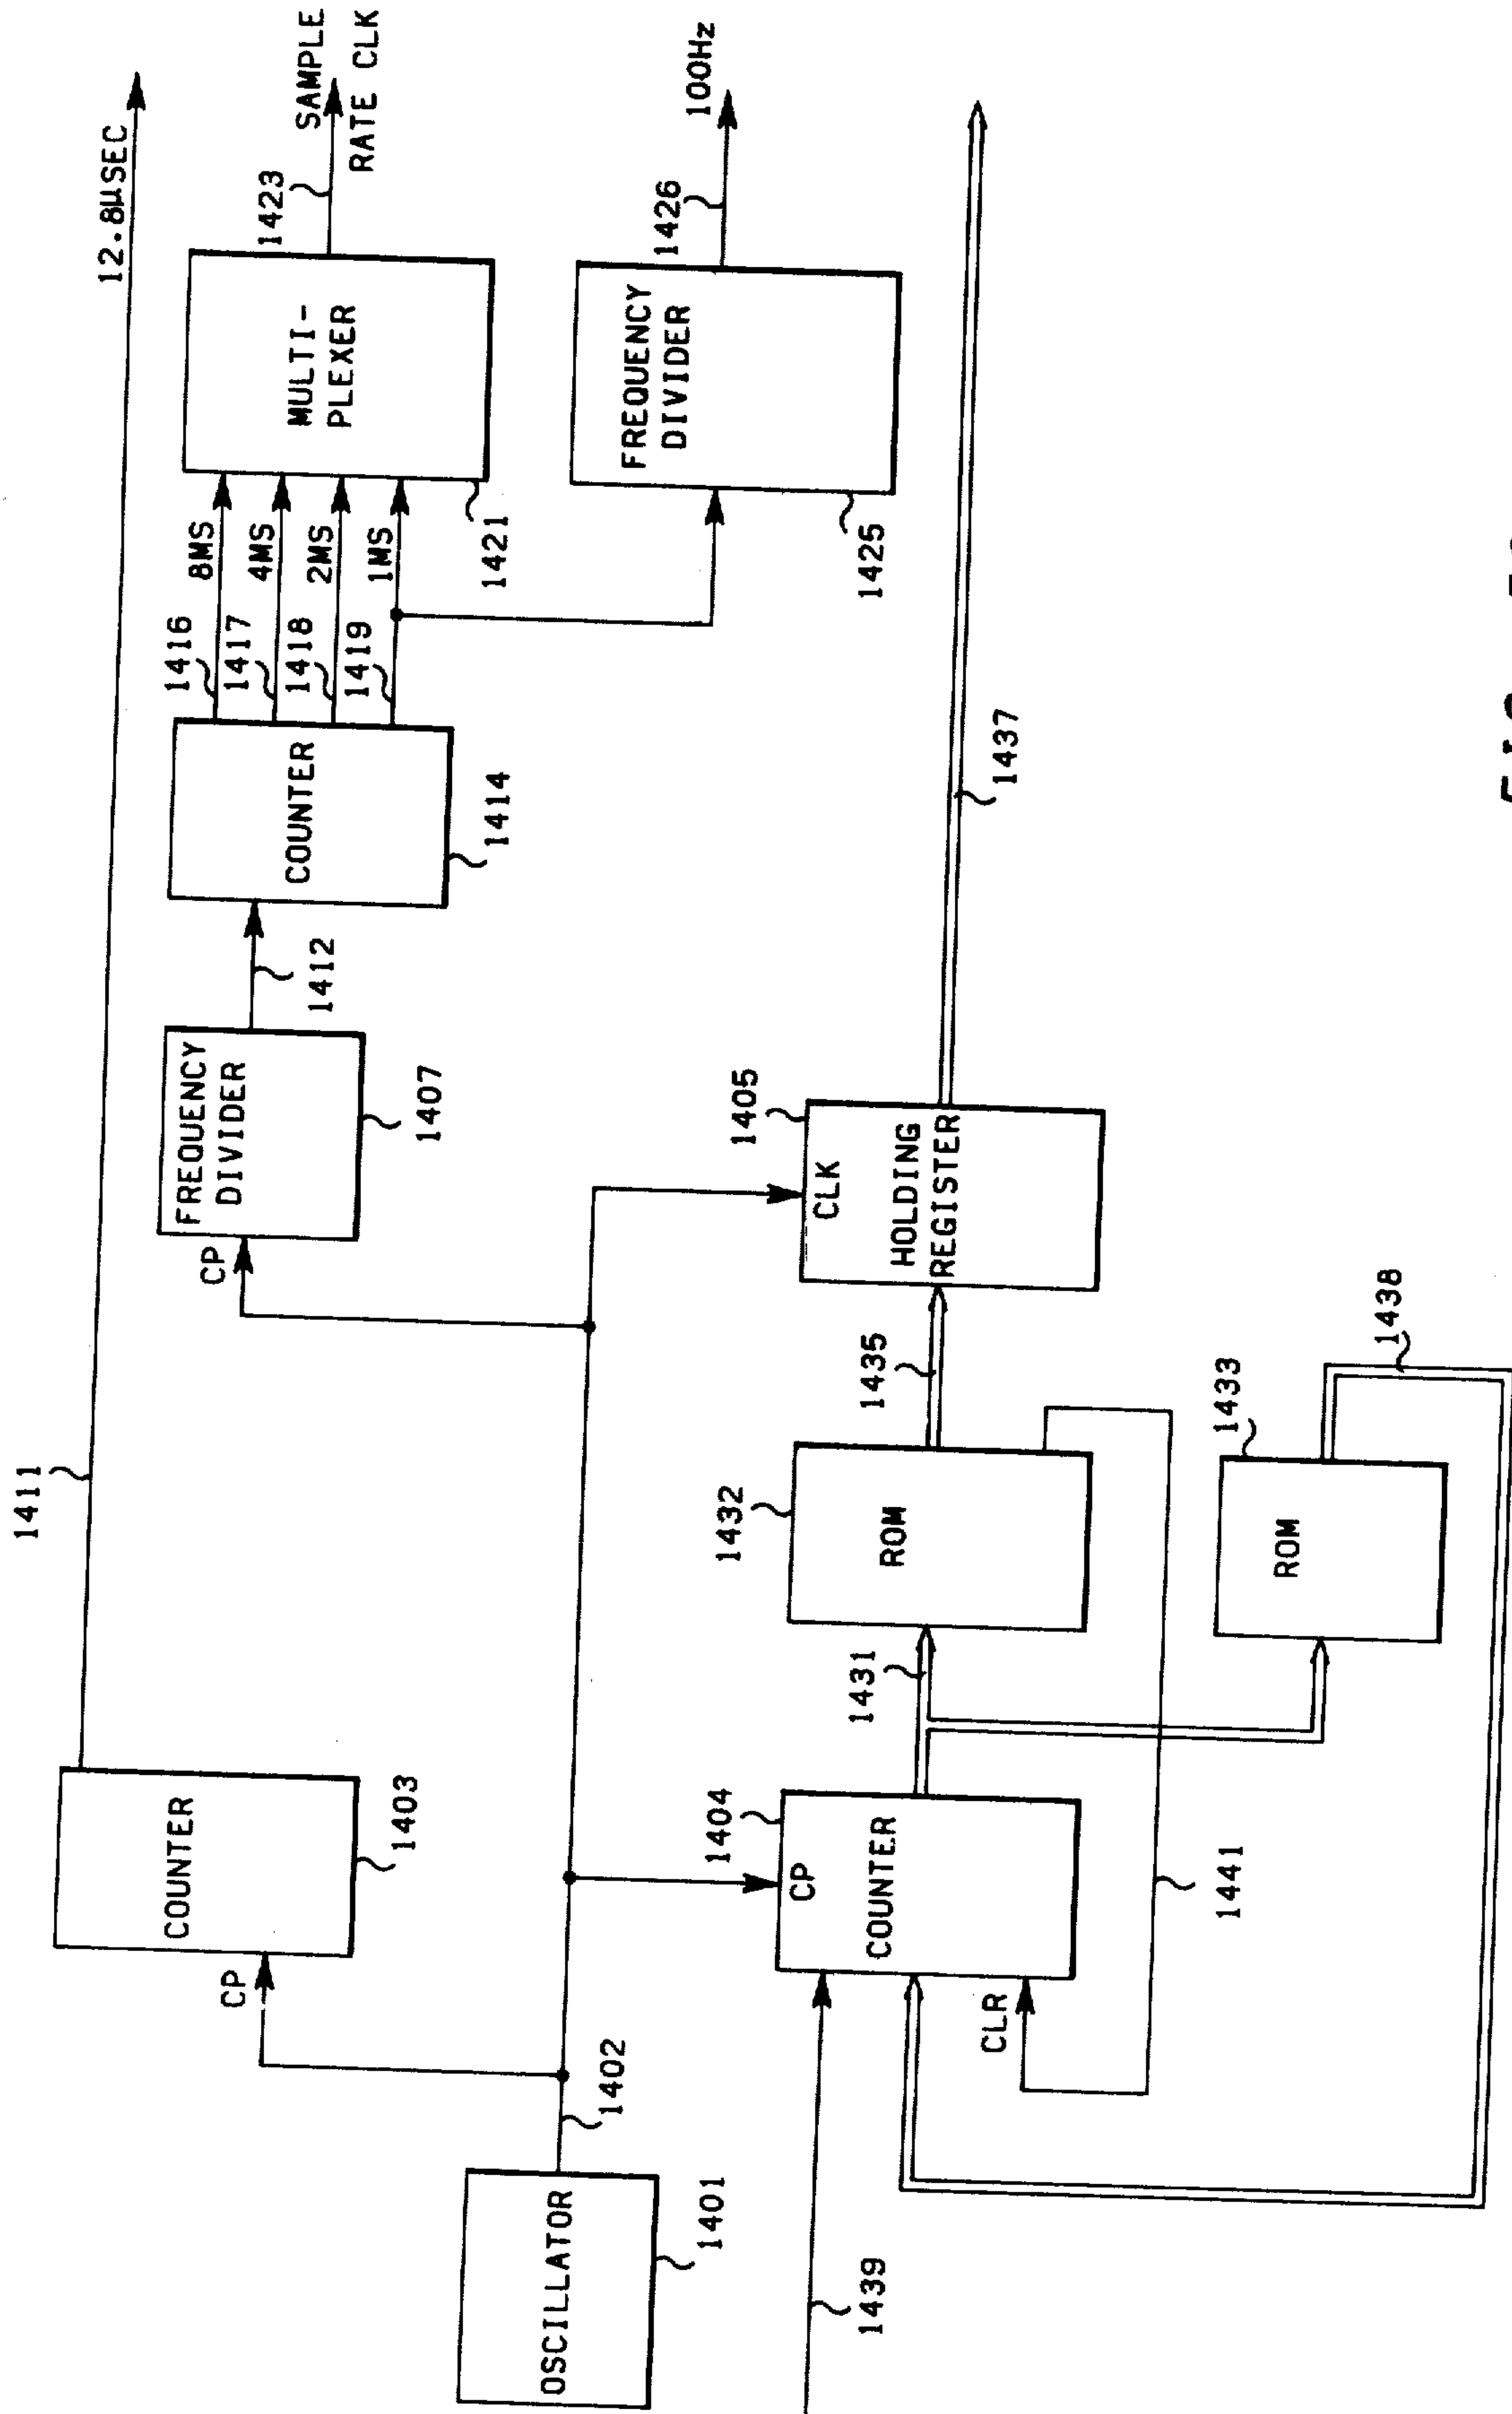 12.8µSEC
1411
SAMPLE
RATE CLK
1423
MULTI-
PLEXER
1421
8MS
4MS
2MS
1MS
1416
1417
1418
1419
COUNTER
1414
1412
FREQUENCY
DIVIDER
1407
CP
COUNTER
1403
CP
100Hz
1426
FREQUENCY
DIVIDER
1425
OSCILLATOR
1401
1402
1439
1404
CP
COUNTER
CLR
1431
1432
ROM
1435
1405
CLK
HOLDING
REGISTER
1437
1433
ROM
1438
1441